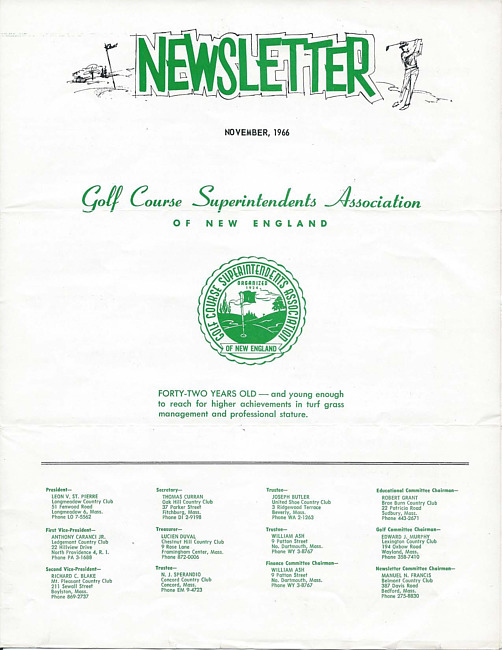 NEWSLETTER
NOVEMBER, 1966
Golf Course Superintendents Association
OF NEW ENGLAND
GOLF COURSE SUPERINTENDENTS ASSOCIATION
ORGANIZED
1924
OF NEW ENGLAND
FORTY-TWO YEARS OLD — and young enough
to reach for higher achievements in turf grass
management and professional stature.
President—
LEON V. ST. PIERRE
Longmeadow Country Club
51 Fenwood Road
Longmeadow 6, Mass.
Phone LO 7-5562
First Vice-President—
ANTHONY CARANCI JR.
Ledgemont Country Club
22 Hillview Drive
North Providence 4, R. I.
Phone PA 3-1688
Second Vice-President—
RICHARD C. BLAKE
Mt. Pleasant Country Club
211 Sewall Street
Boylston, Mass.
Phone 869-2737
Secretary—
THOMAS CURRAN
Oak Hill Country Club
37 Parker Street
Fitchburg, Mass.
Phone DI 2-9198
Treasurer—
LUCIEN DUVAL
Chestnut Hill Country Club
9 Rose Lane
Framingham Center, Mass.
Phone 872-0005
Trustee—
N. J. SPERANDIO
Concord Country Club
Concord, Mass.
Phone EM 9-4723
Trustee—
JOSEPH BUTLER
United Shoe Country Club
3 Ridgewood Terrace
Beverly, Mass.
Phone WA 2-1263
Trustee—
WILLIAM ASH
9 Patton Street
No. Dartmouth, Mass.
Phone WY 3-8767
Finance Committee Chairman—
WILLIAM ASH
9 Patton Street
No. Dartmouth, Mass.
Phone WY 3-8767
Educational Committee Chairman—
ROBERT GRANT
Brae Burn Country Club
22 Patricia Road
Sudbury, Mass.
Phone 443-2671
Golf Committee Chairman—
EDWARD J. MURPHY
Lexington Country Club
194 Oxbow Road
Wayland, Mass.
Phone 358-7410
Newsletter Committee Chairman—
MANUEL N. FRANCIS
Belmont Country Club
387 Davis Road
Bedford, Mass.
Phone 275-8830